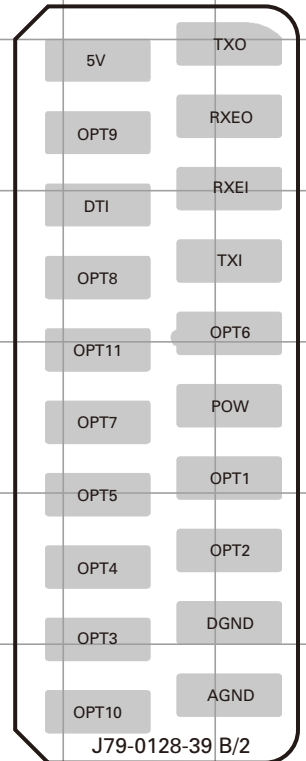 TXO
5V
RXEO
OPT9
RXEI
DTI
TXI
OPT8
OPT6
OPT11
POW
OPT7
OPT1
OPT5
OPT2
OPT4
DGND
OPT3
AGND
OPT10
J79-0128-39 B/2